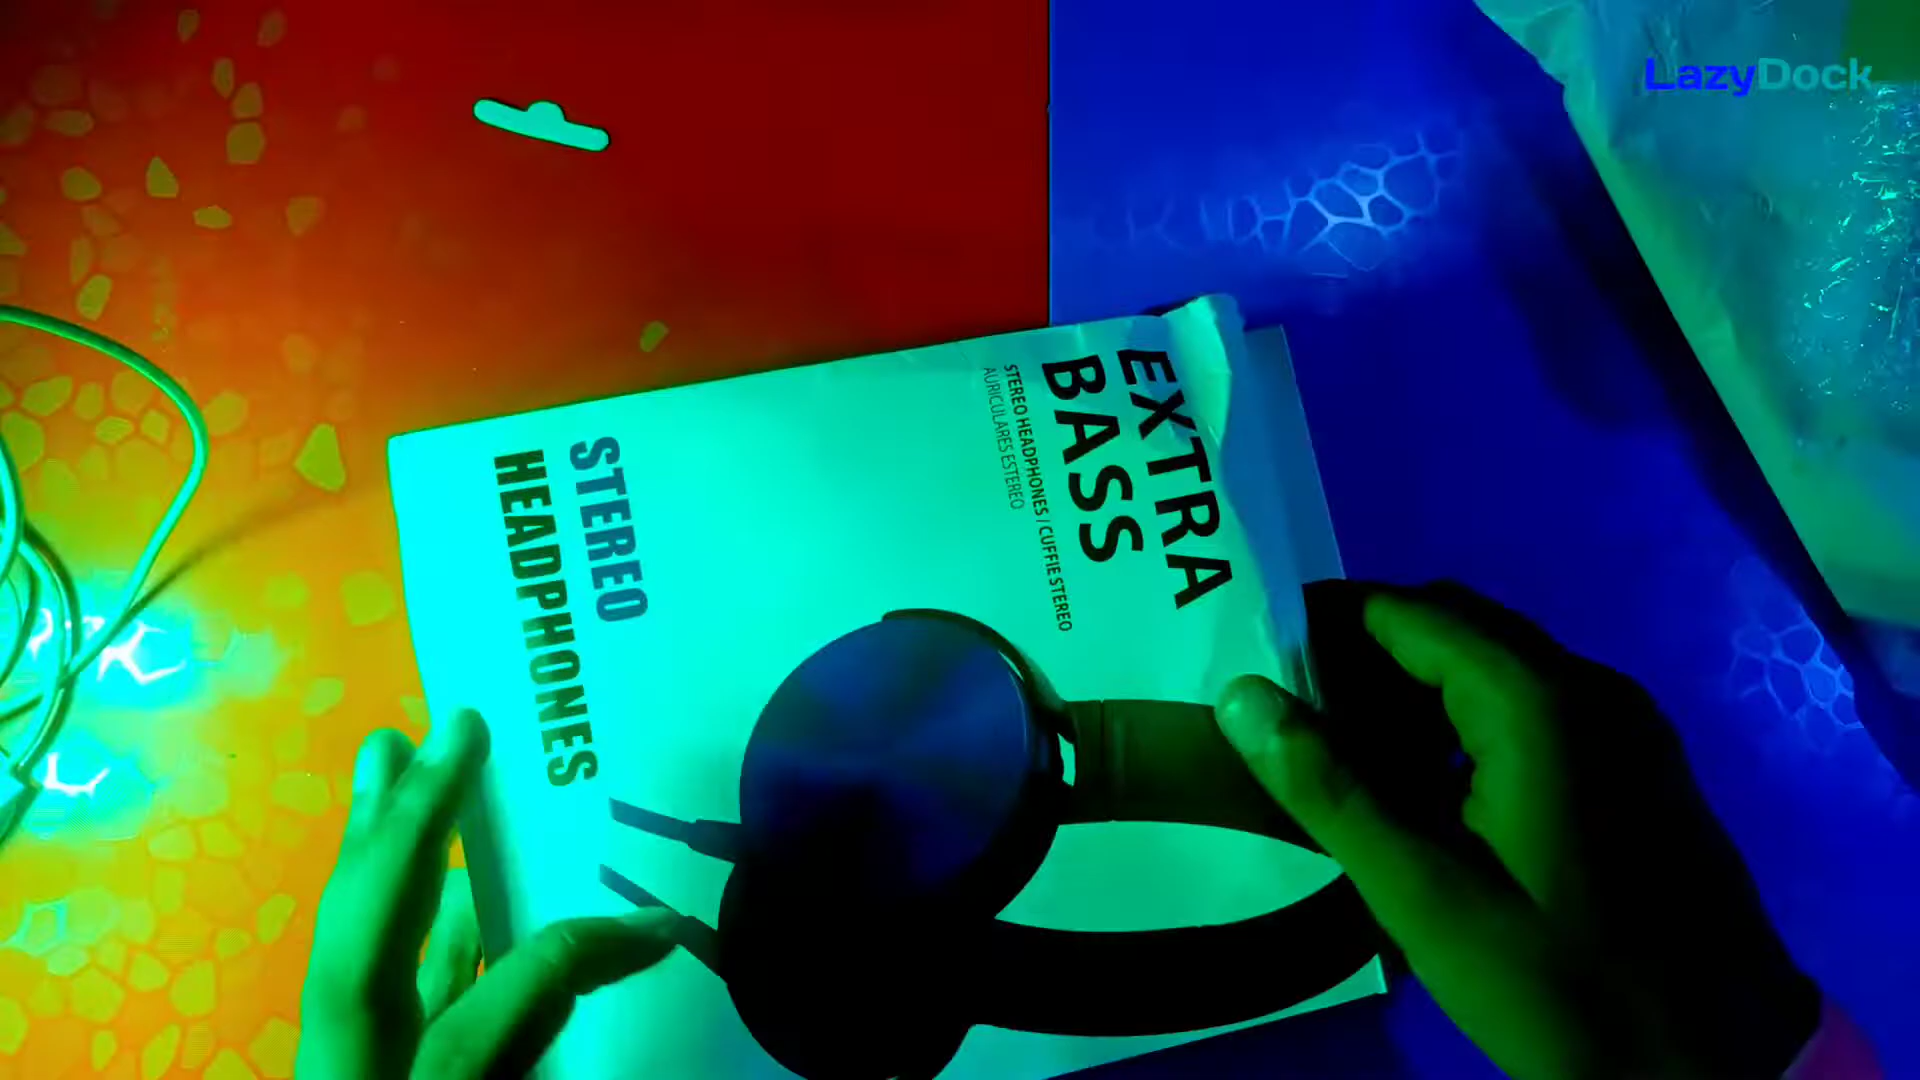 LazyDock
EXTRA
BASS
STEREO HEADPHONES / CUFFIE STEREO
AURICULARES ESTEREO
STEREO
HEADPHONES